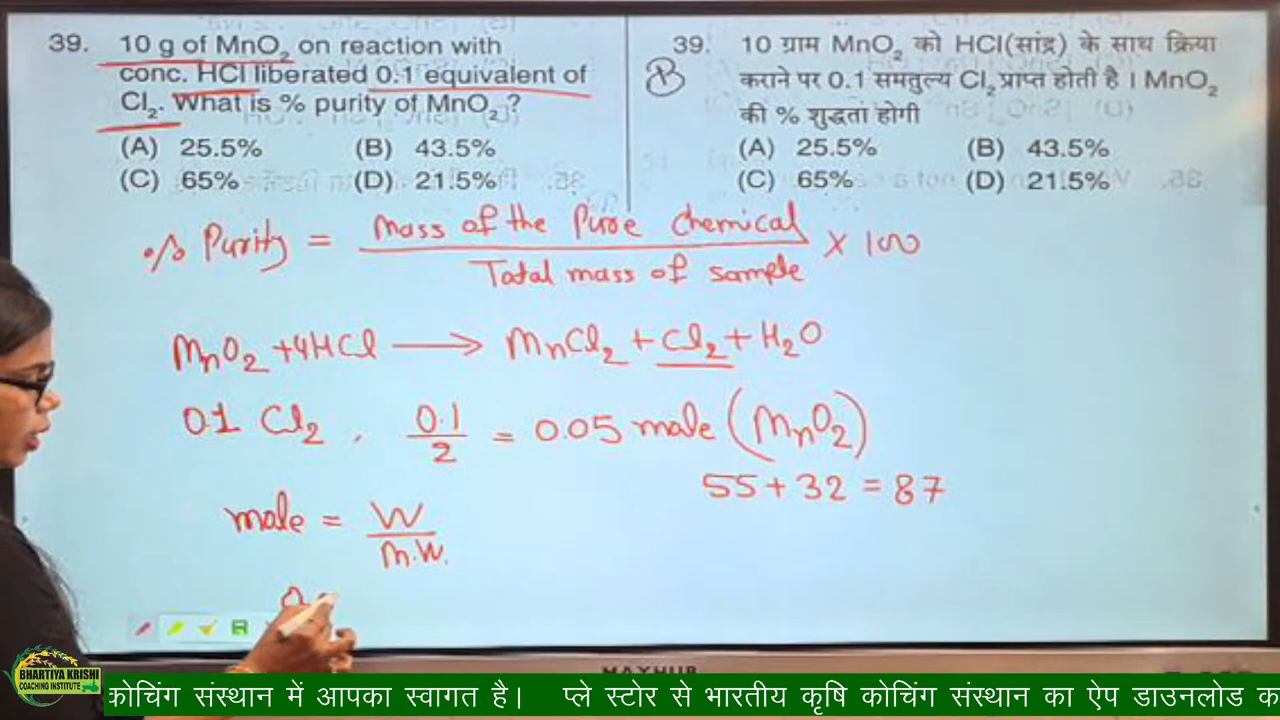 39. 10 g of MnO₂ on reaction with
conc. HCl liberated 0.1 equivalent of
Cl₂. What is % purity of MnO₂?
(A) 25.5% (B) 43.5%
(C) 65% (D) 21.5%
39. 10 ग्राम MnO₂ को HCl(सांद्र) के साथ क्रिया
कराने पर 0.1 समतुल्य Cl₂ प्राप्त होती है। MnO₂
की % शुद्धता होगी
(A) 25.5% (B) 43.5%
(C) 65% (D) 21.5%
B
% Purity = Mass of the Pure Chemical / Total mass of sample × 100
MnO₂ + 4HCl ⟶ MnCl₂ + Cl₂ + H₂O
0.1 Cl₂, 0.1/2 = 0.05 mole (MnO₂)
55 + 32 = 87
mole = W / M.W.
0
MAXHUB
BHARTIYA KRISHI
COACHING INSTITUTE
कोचिंग संस्थान में आपका स्वागत है। प्ले स्टोर से भारतीय कृषि कोचिंग संस्थान का ऐप डाउनलोड क